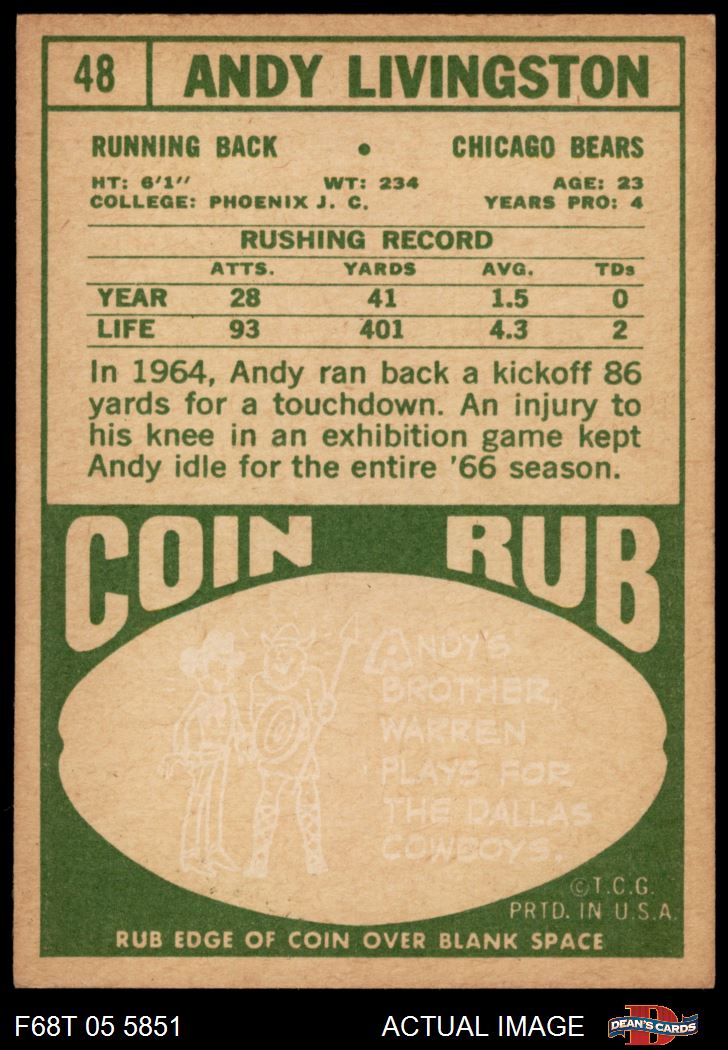 48 ANDY LIVINGSTON
RUNNING BACK • CHICAGO BEARS
HT: 6'1" WT: 234 AGE: 23
COLLEGE: PHOENIX J. C. YEARS PRO: 4
RUSHING RECORD
ATTS. YARDS AVG. TDs
YEAR 28 41 1.5 0
LIFE 93 401 4.3 2
In 1964, Andy ran back a kickoff 86
yards for a touchdown. An injury to
his knee in an exhibition game kept
Andy idle for the entire '66 season.
COIN RUB
ANDY'S
BROTHER,
WARREN
PLAYS FOR
THE DALLAS
COWBOYS.
©T.C.G.
PRTD. IN U.S.A.
RUB EDGE OF COIN OVER BLANK SPACE
F68T 05 5851 ACTUAL IMAGE
D
DEAN'S CARDS